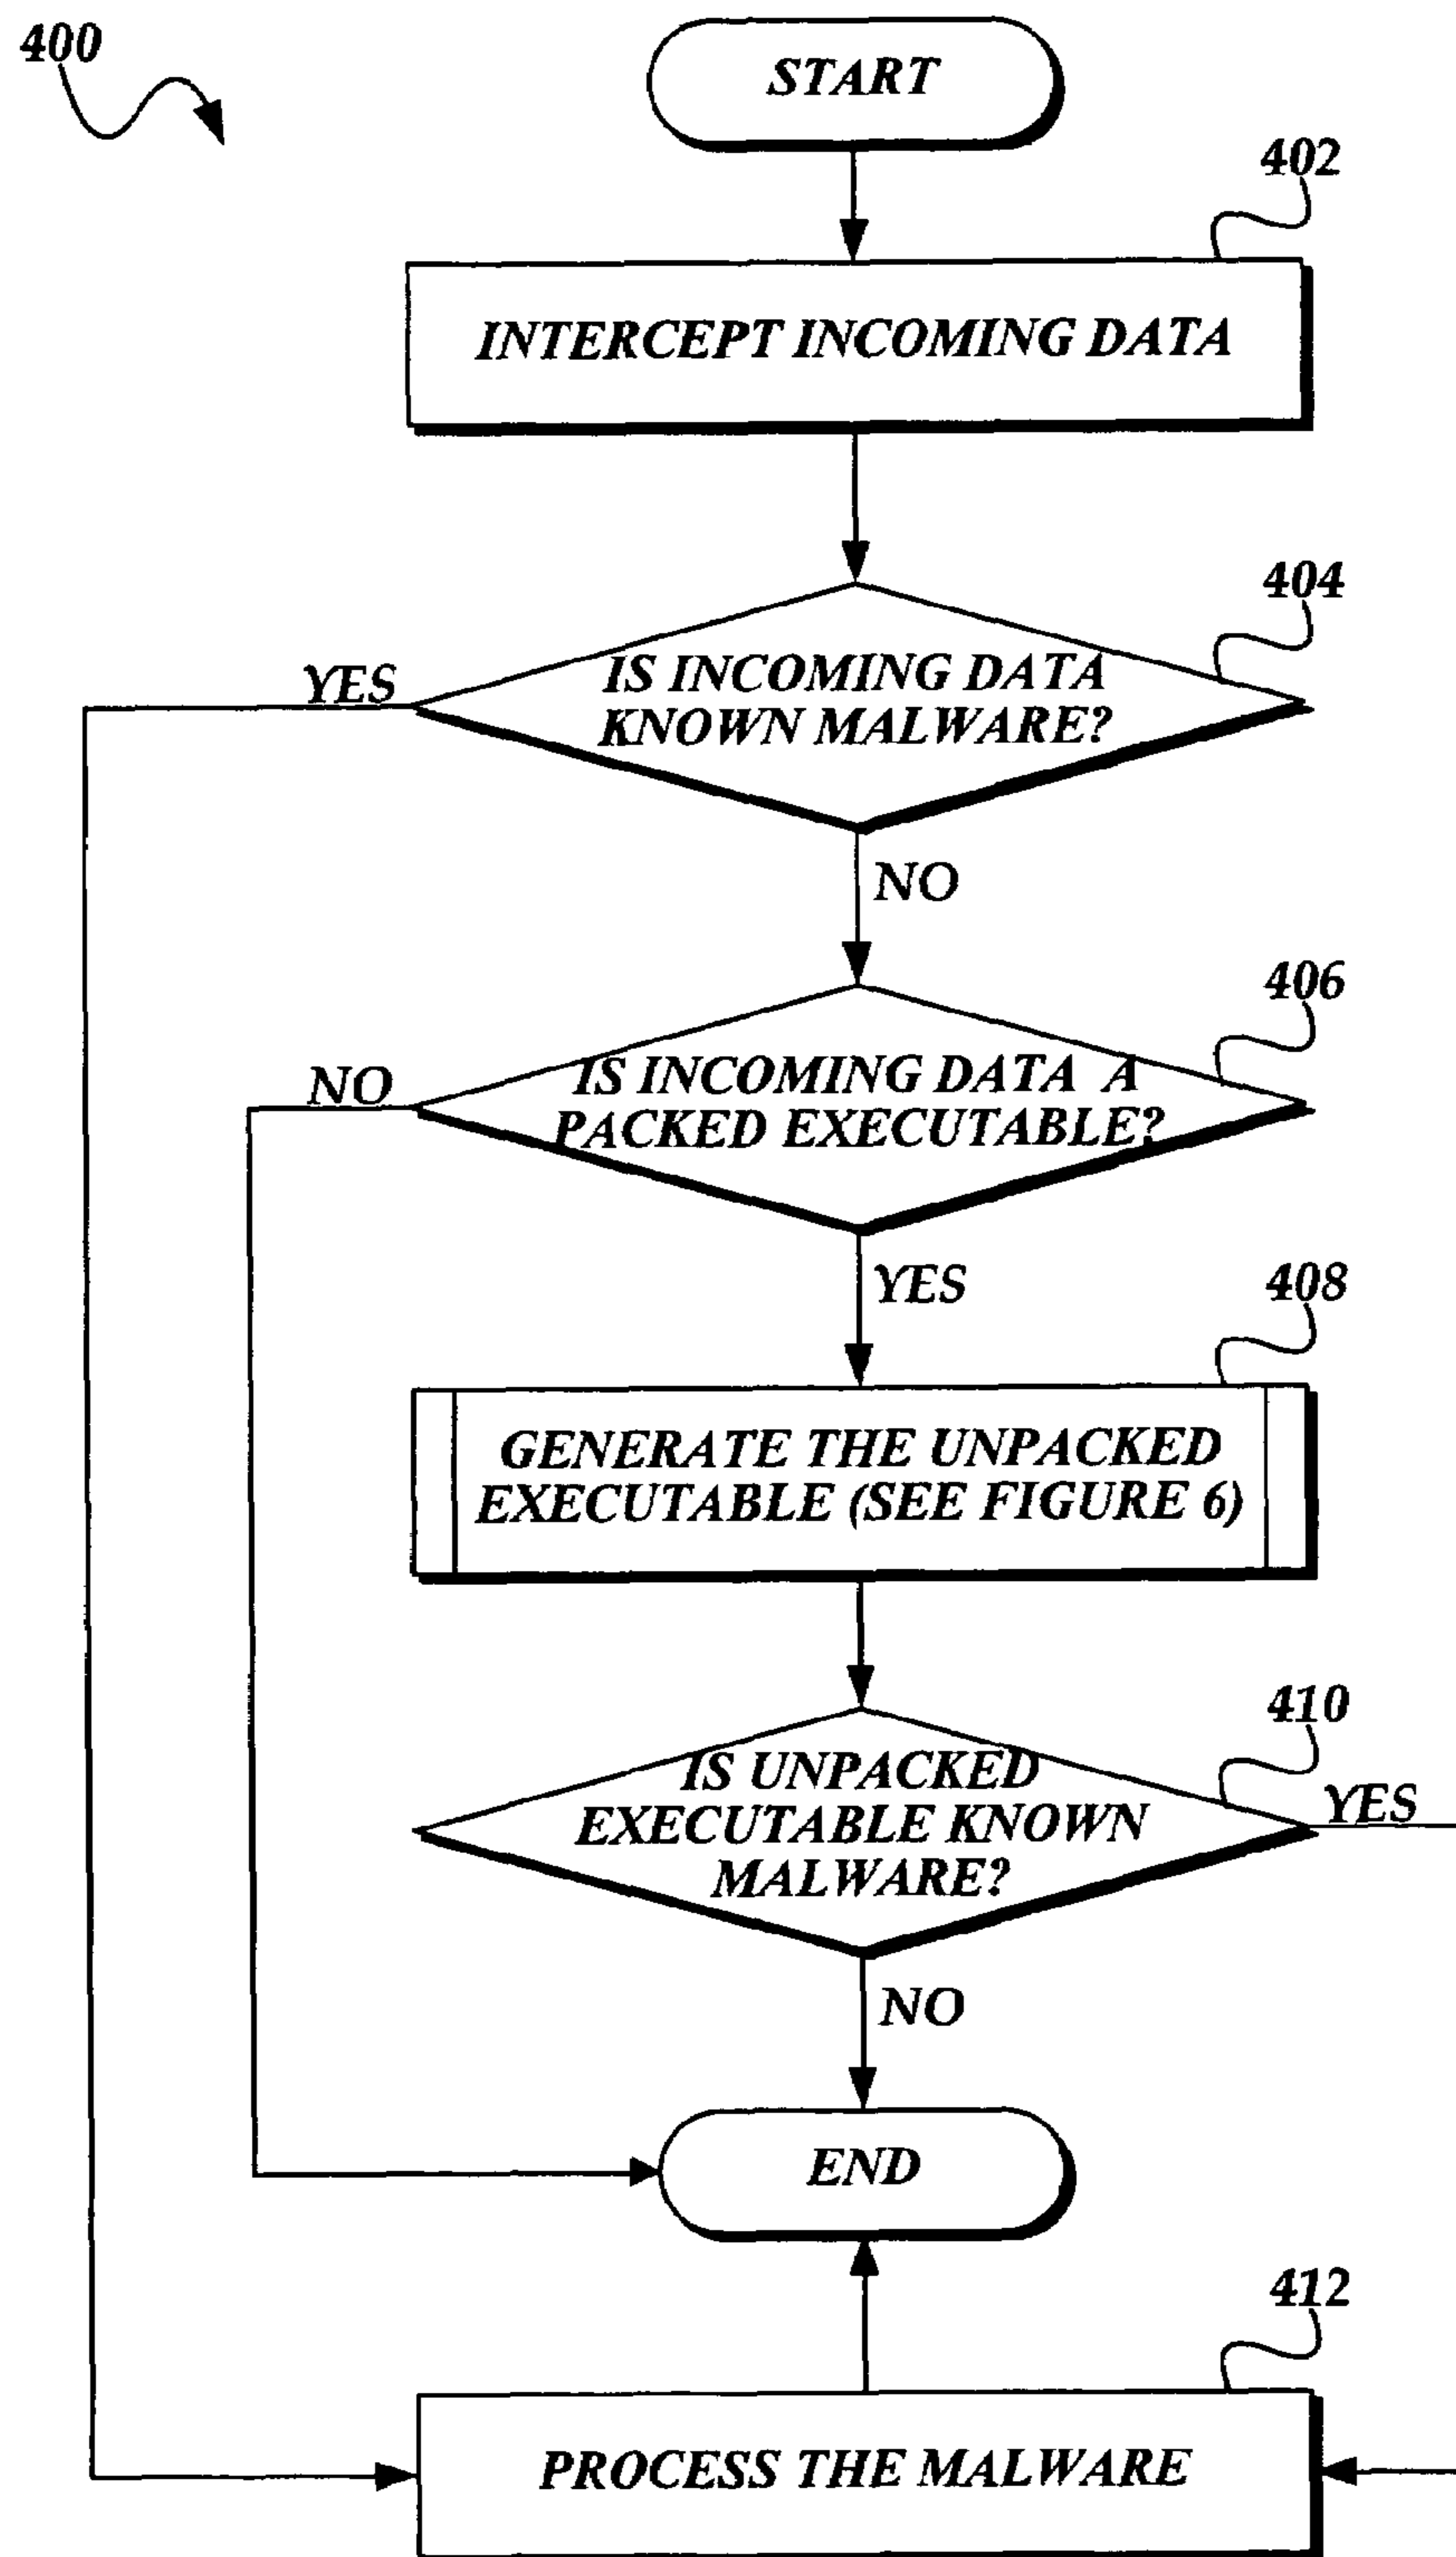 400
START
402
INTERCEPT INCOMING DATA
404
YES
IS INCOMING DATA
KNOWN MALWARE?
NO
406
NO
IS INCOMING DATA A
PACKED EXECUTABLE?
YES
408
GENERATE THE UNPACKED
EXECUTABLE (SEE FIGURE 6)
410
IS UNPACKED
EXECUTABLE KNOWN
MALWARE?
YES
NO
END
412
PROCESS THE MALWARE